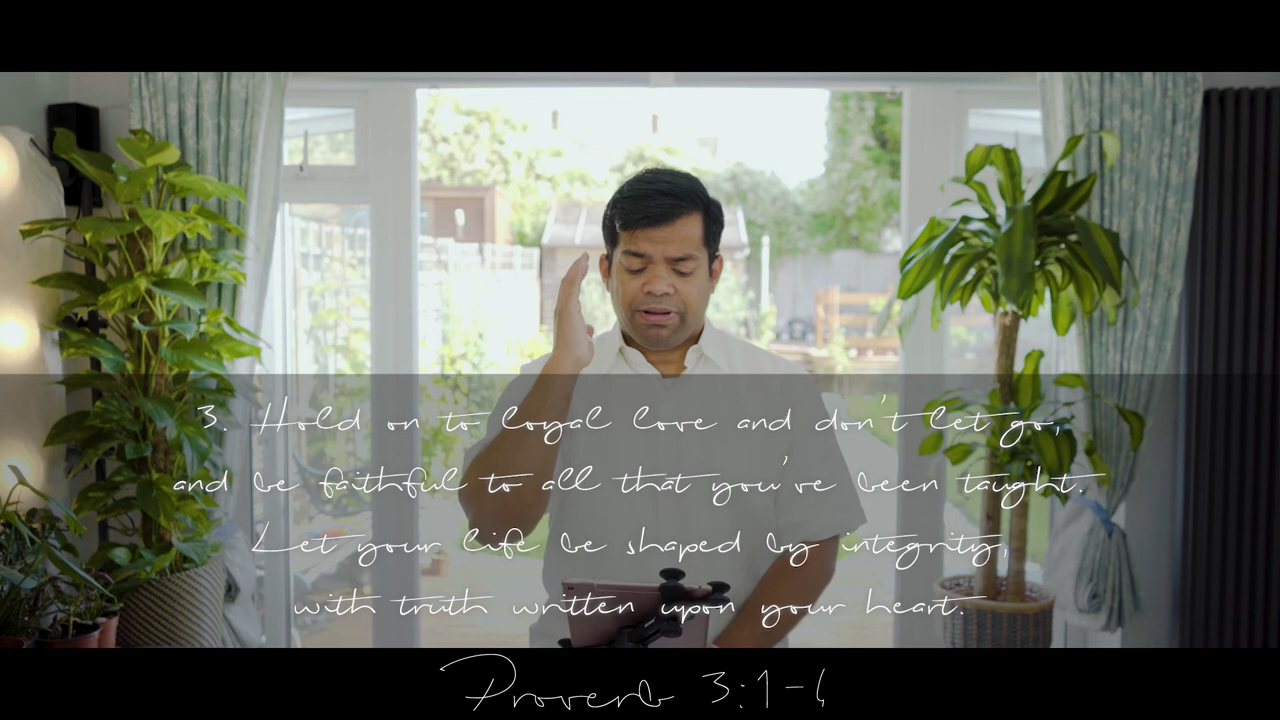 3. Hold on to loyal love and don't let go,
and be faithful to all that you've been taught.
Let your life be shaped by integrity,
with truth written upon your heart.
Proverb 3:1-6